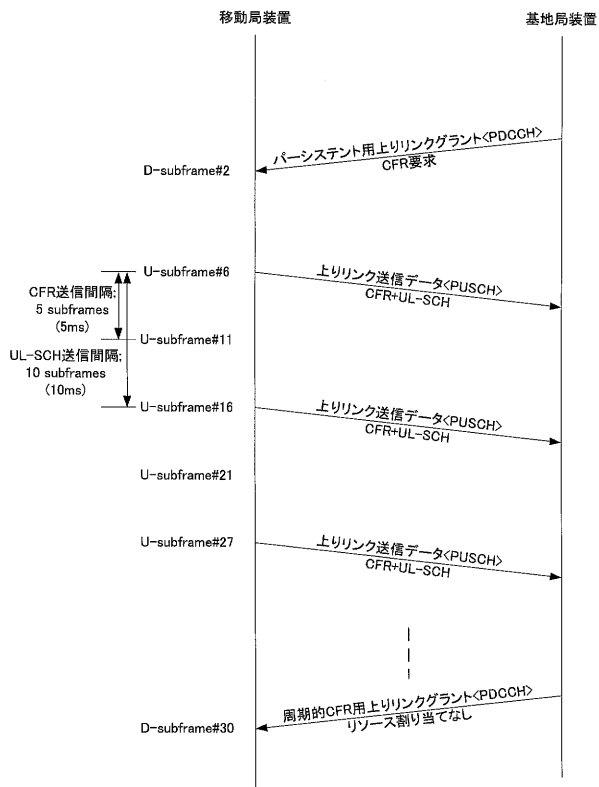 移動局装置
基地局装置
パーシステント用上りリンクグラント<PDCCH>
CFR要求
D-subframe#2
U-subframe#6
上りリンク送信データ<PUSCH>
CFR+UL-SCH
CFR送信間隔;
5 subframes
(5ms)
U-subframe#11
UL-SCH送信間隔;
10 subframes
(10ms)
U-subframe#16
上りリンク送信データ<PUSCH>
CFR+UL-SCH
U-subframe#21
U-subframe#27
上りリンク送信データ<PUSCH>
CFR+UL-SCH
周期的CFR用上りリンクグラント<PDCCH>
リソース割り当てなし
D-subframe#30